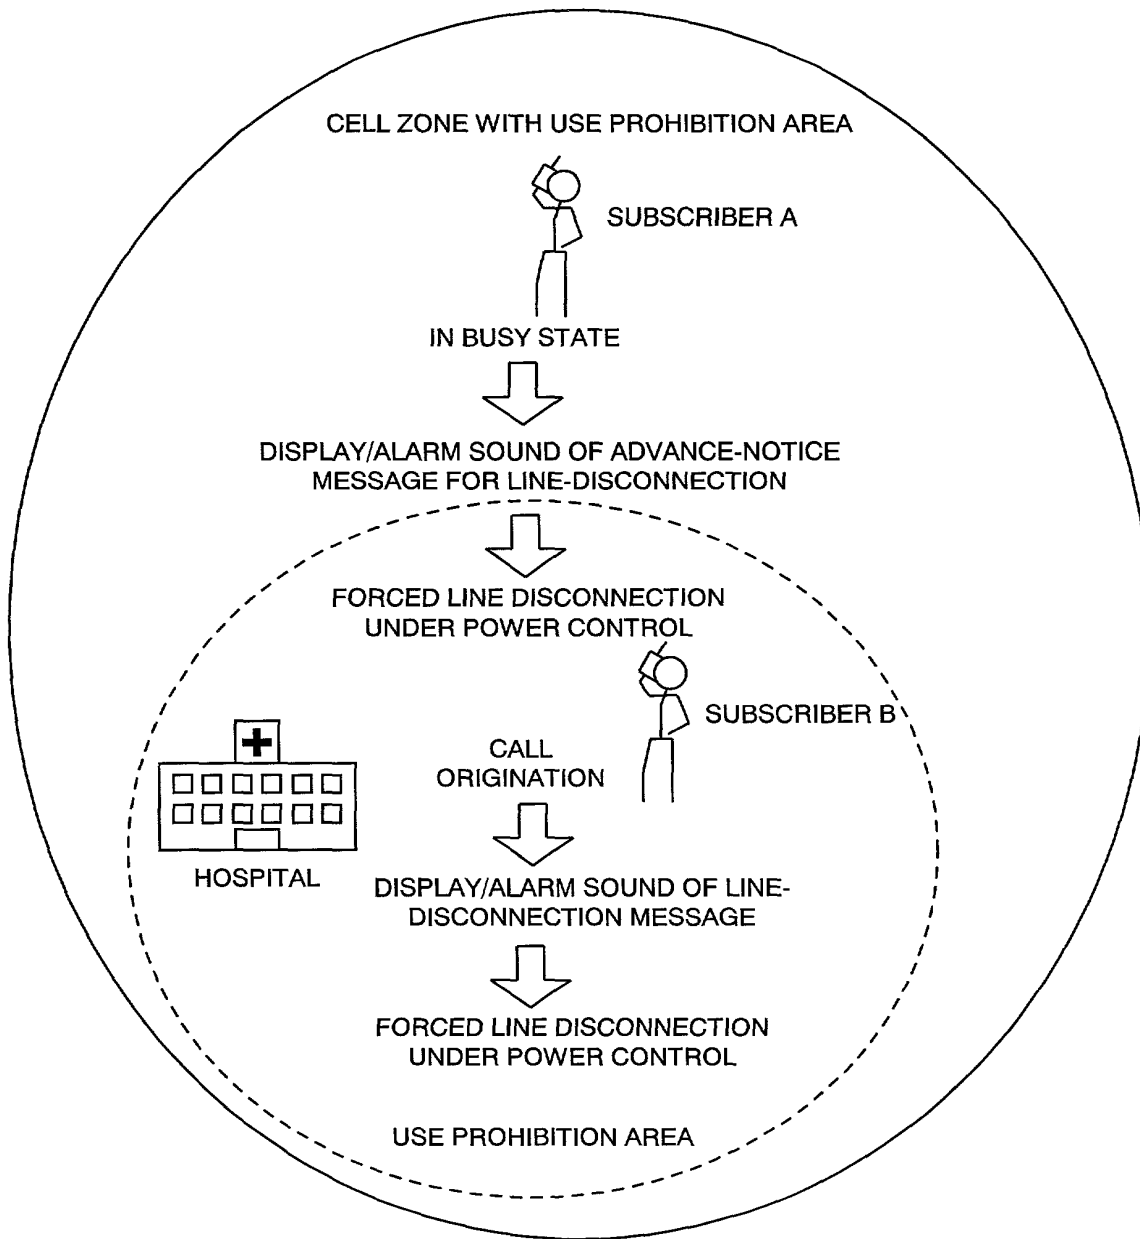 CELL ZONE WITH USE PROHIBITION AREA
SUBSCRIBER A
IN BUSY STATE
DISPLAY/ALARM SOUND OF ADVANCE-NOTICE
MESSAGE FOR LINE-DISCONNECTION
FORCED LINE DISCONNECTION
UNDER POWER CONTROL
SUBSCRIBER B
CALL
ORIGINATION
HOSPITAL
DISPLAY/ALARM SOUND OF LINE-
DISCONNECTION MESSAGE
FORCED LINE DISCONNECTION
UNDER POWER CONTROL
USE PROHIBITION AREA